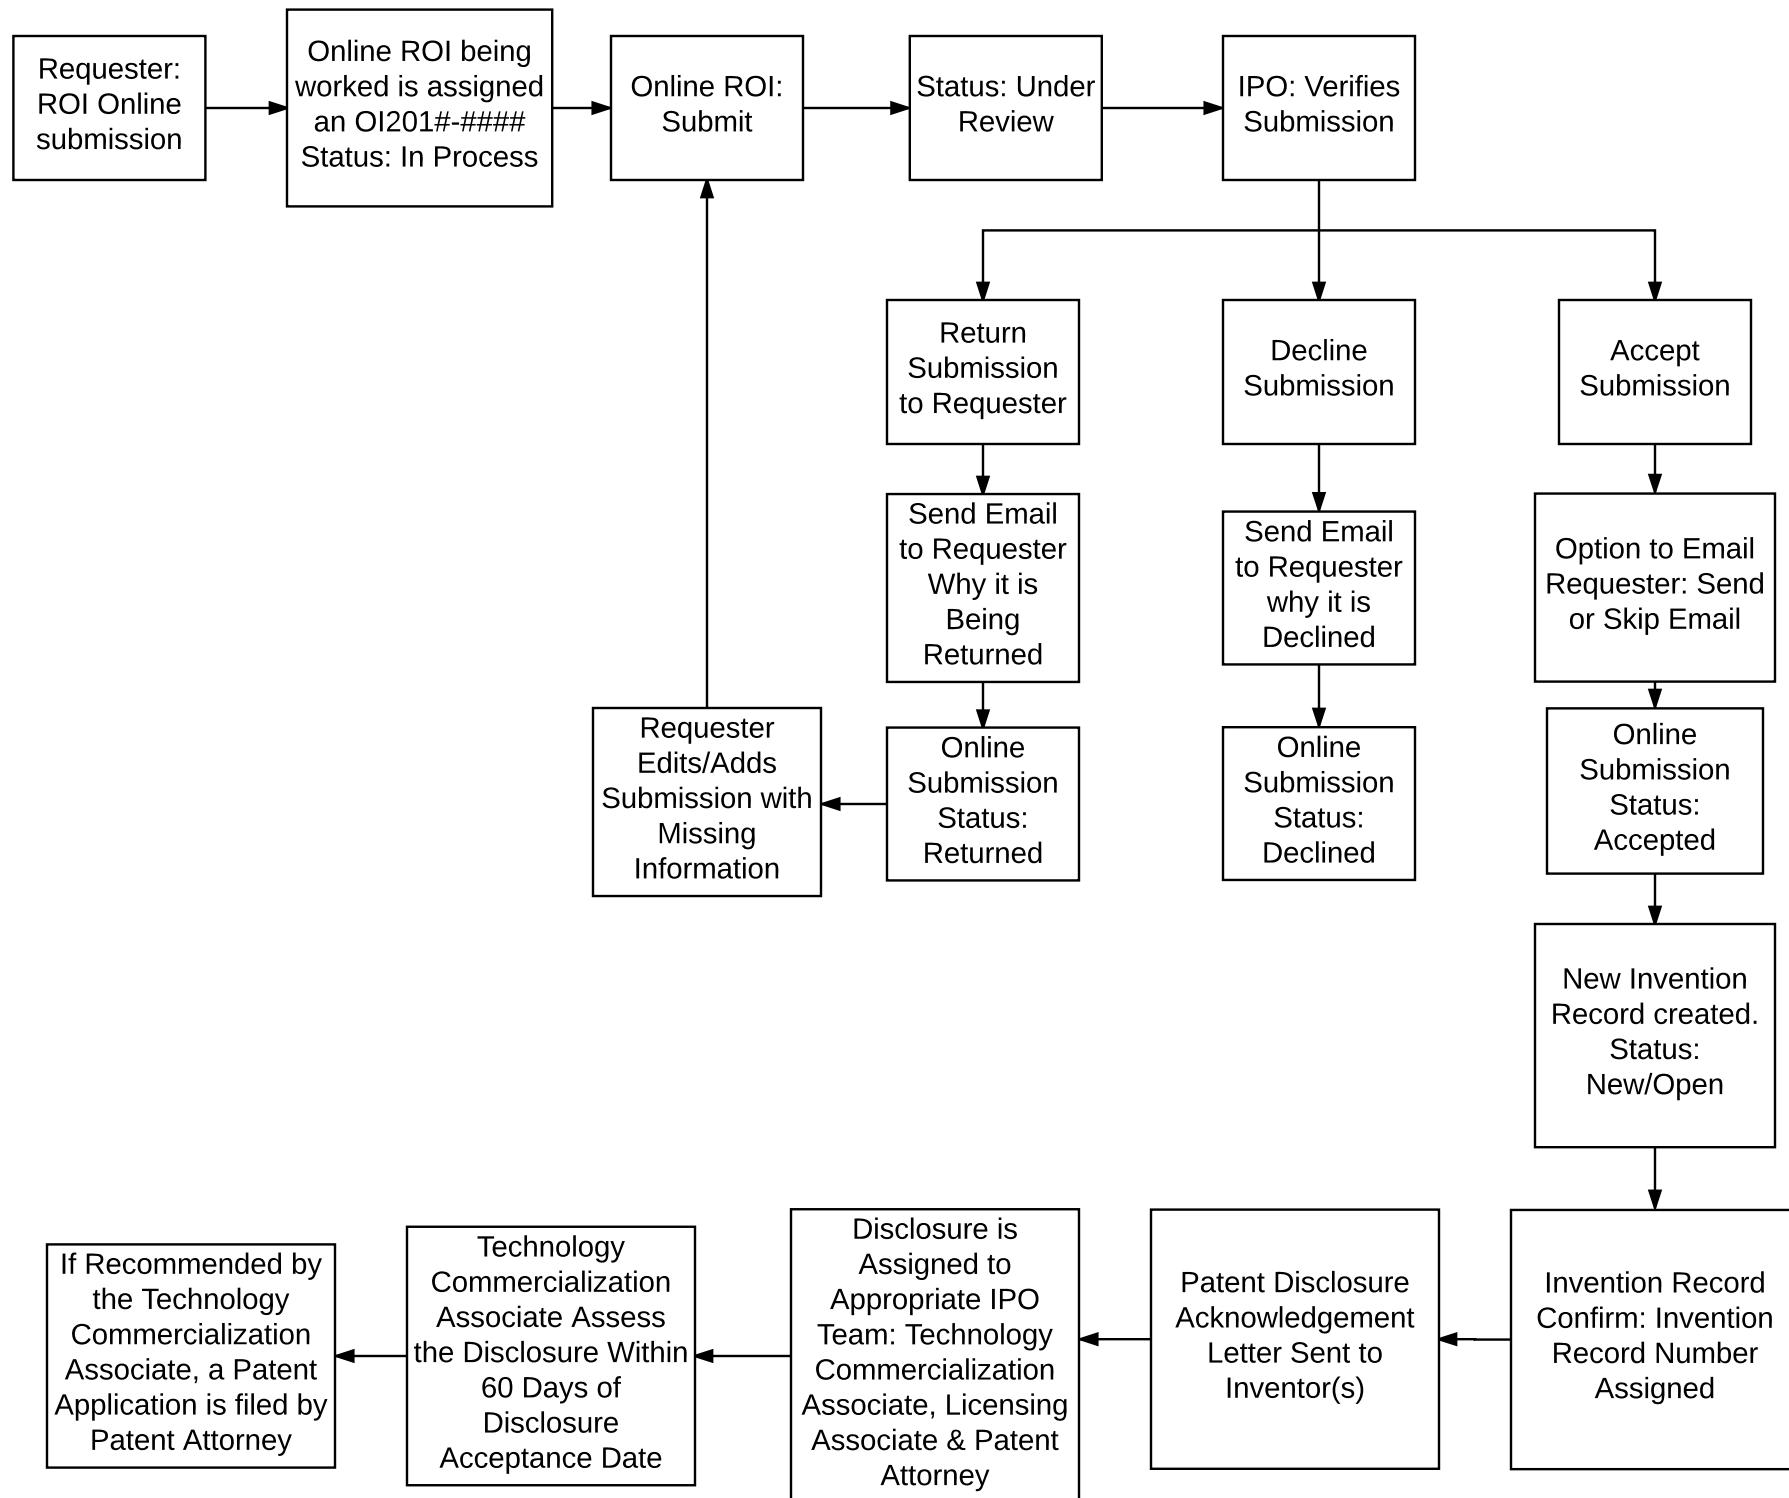 Requester:
ROI Online
submission
Online ROI being
worked is assigned
an OI201#-####
Status: In Process
Online ROI:
Submit
Status: Under
Review
IPO: Verifies
Submission
Return
Submission
to Requester
Decline
Submission
Accept
Submission
Send Email
to Requester
Why it is
Being
Returned
Send Email
to Requester
why it is
Declined
Option to Email
Requester: Send
or Skip Email
Requester
Edits/Adds
Submission with
Missing
Information
Online
Submission
Status:
Returned
Online
Submission
Status:
Declined
Online
Submission
Status:
Accepted
New Invention
Record created.
Status:
New/Open
If Recommended by
the Technology
Commercialization
Associate, a Patent
Application is filed by
Patent Attorney
Technology
Commercialization
Associate Assess
the Disclosure Within
60 Days of
Disclosure
Acceptance Date
Disclosure is
Assigned to
Appropriate IPO
Team: Technology
Commercialization
Associate, Licensing
Associate & Patent
Attorney
Patent Disclosure
Acknowledgement
Letter Sent to
Inventor(s)
Invention Record
Confirm: Invention
Record Number
Assigned